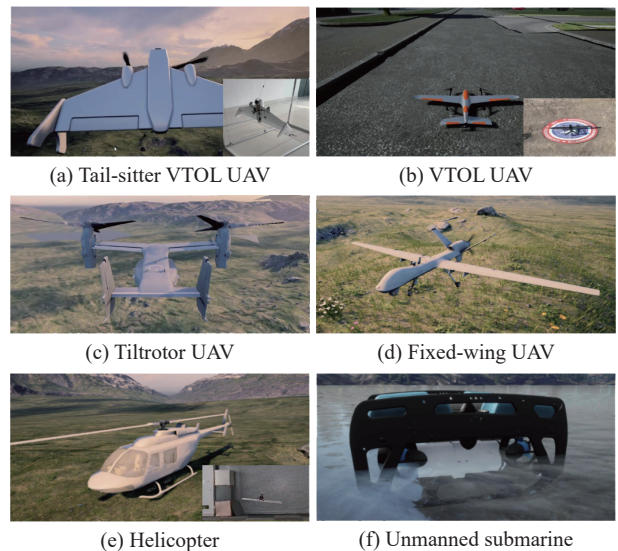 (a) Tail-sitter VTOL UAV
(b) VTOL UAV
(c) Tiltrotor UAV
(d) Fixed-wing UAV
(e) Helicopter
(f) Unmanned submarine